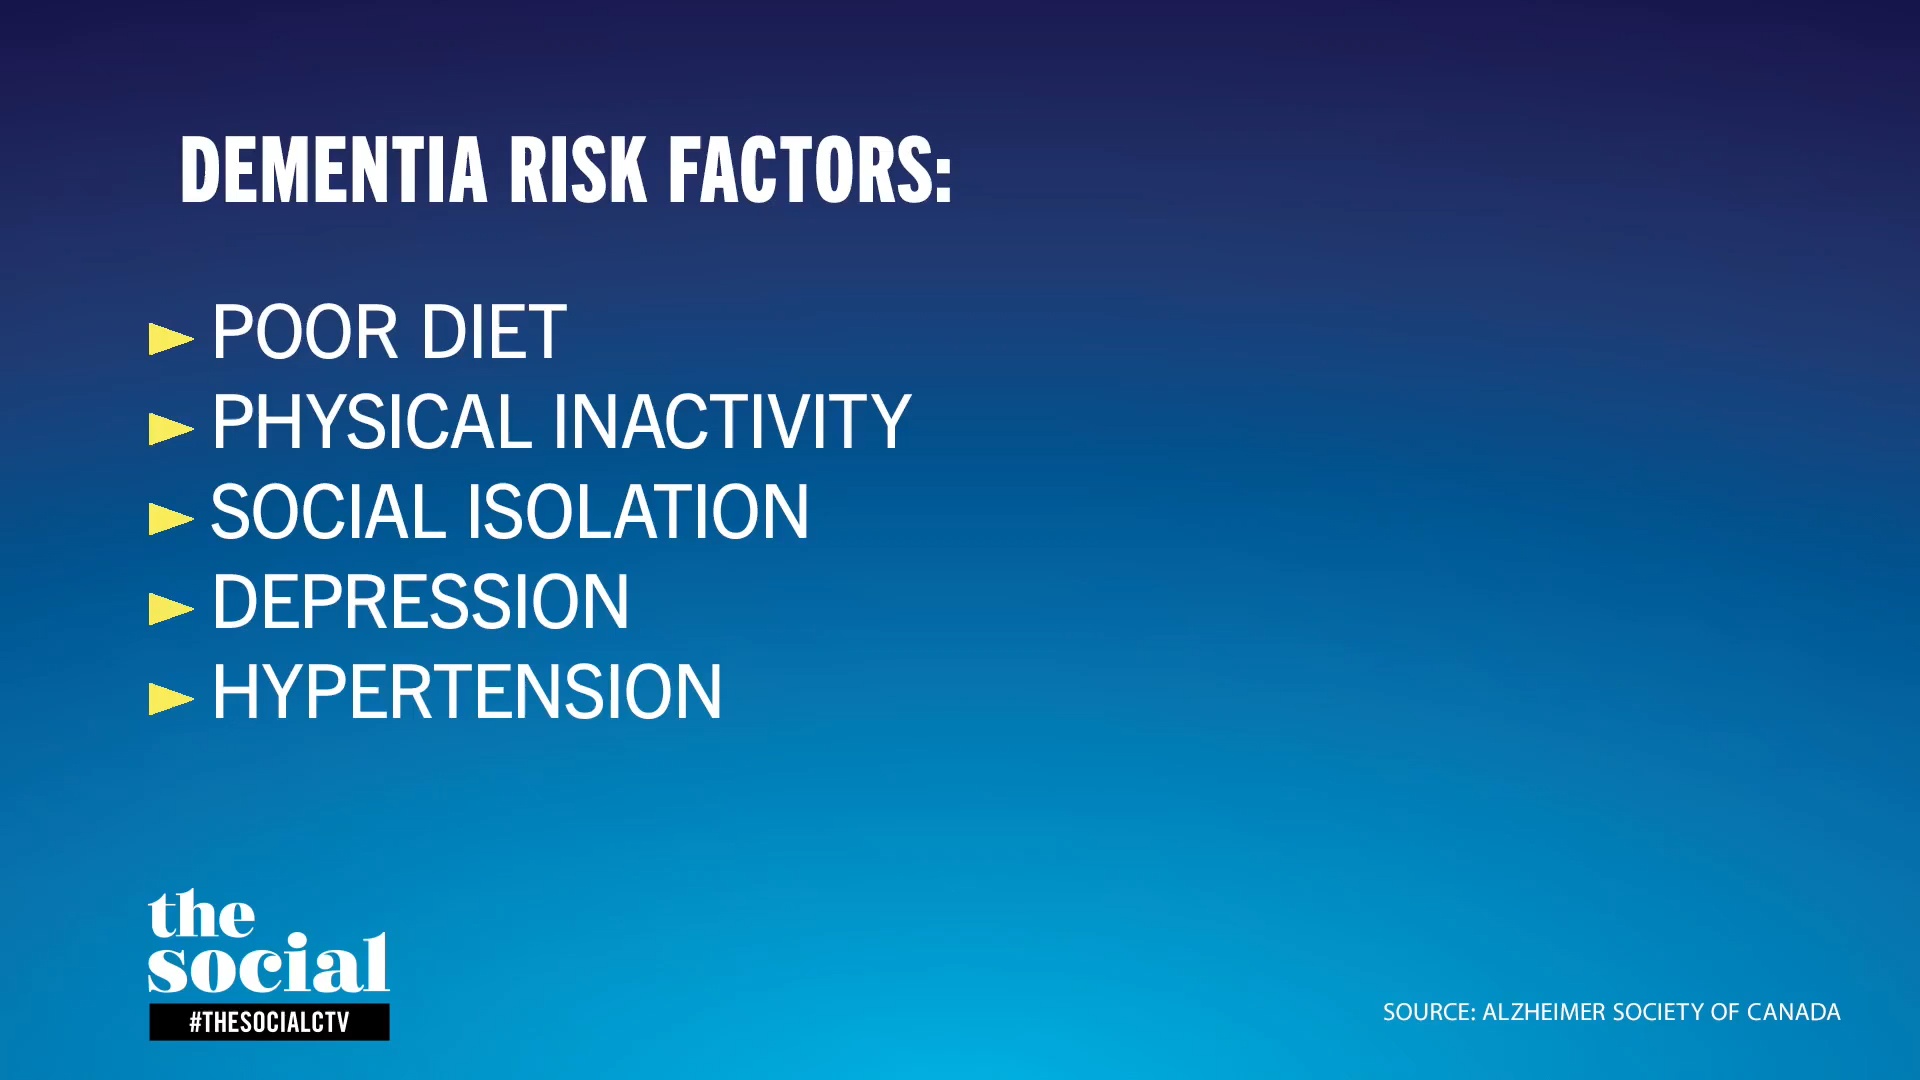 DEMENTIA RISK FACTORS:
POOR DIET
PHYSICAL INACTIVITY
SOCIAL ISOLATION
DEPRESSION
HYPERTENSION
the
social
#THESOCIALCTV
SOURCE: ALZHEIMER SOCIETY OF CANADA